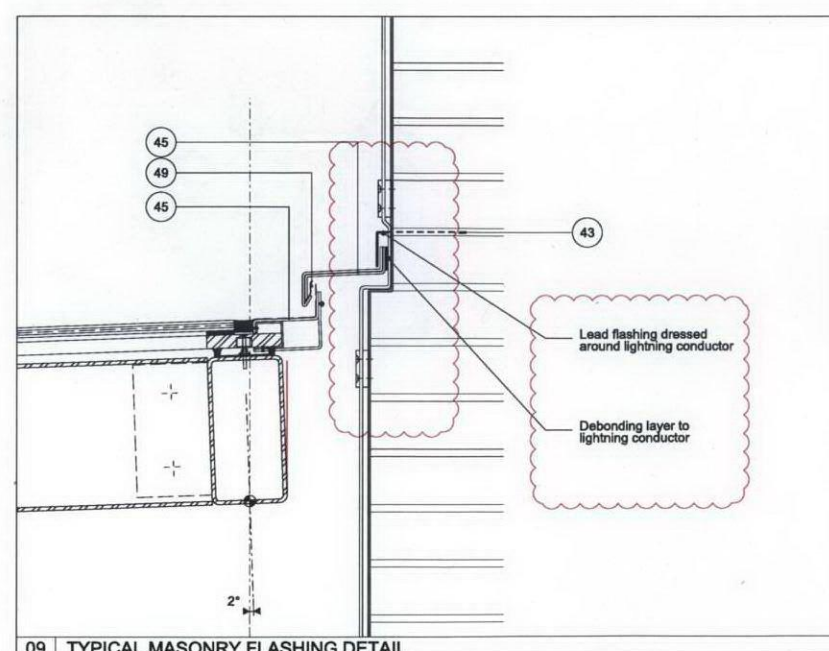 45
49
45
43
Lead flashing dressed
around lightning conductor
Debonding layer to
lightning conductor
2°
09 TYPICAL MASONRY FLASHING DETAIL